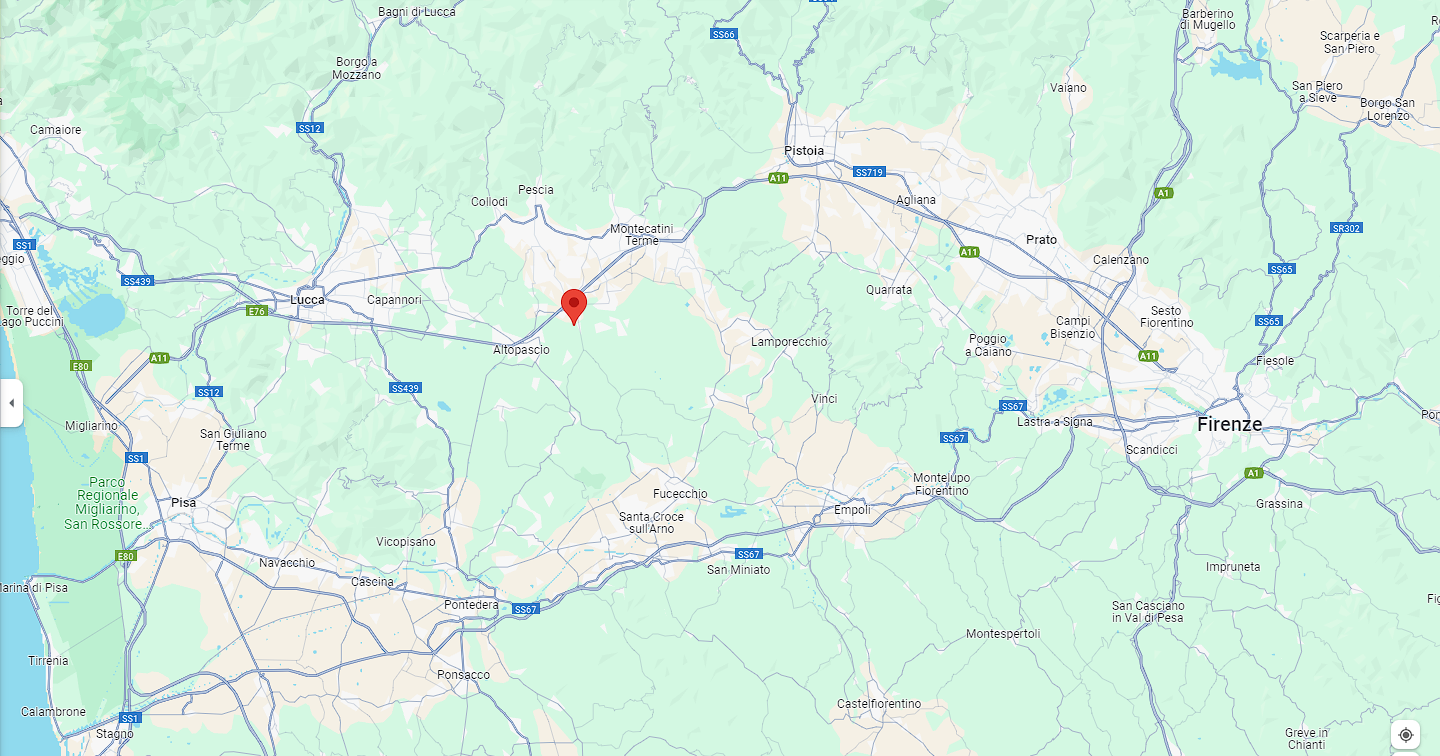 Bagni di Lucca
Barberino
di Mugello
SS66
Scarperia e
San Piero
Borgo a
Mozzano
Vaiano
San Piero
a Sieve
Borgo San
Lorenzo
Camaiore
SS12
Pistoia
SS719
A11
Pescia
Collodi
Agliana
A1
Montecatini
Terme
SR302
SS1
Prato
A11
Calenzano
eggio
SS439
SS65
Lucca
Capannori
Quarrata
E76
Torre del
ago Puccini
Sesto
Fiorentino
Campi
Bisenzio
SS65
Altopascio
Lamporecchio
Poggio
a Caiano
A11
Fiesole
E80
A11
SS12
SS439
Vinci
SS67
Migliarino
San Giuliano
Terme
Lastra a Signa
Firenze
SS67
Scandicci
SS1
A1
Parco
Regionale
Migliarino,
San Rossore...
Pisa
Fucecchio
Montelupo
Fiorentino
Grassina
Santa Croce
sull'Arno
Empoli
Vicopisano
E80
SS67
Navacchio
San Miniato
Impruneta
Marina di Pisa
Cascina
Pontedera
SS67
San Casciano
in Val di Pesa
Montespertoli
Tirrenia
Ponsacco
Calambrone
Castelfiorentino
SS1
Stagno
Greve in
Chianti